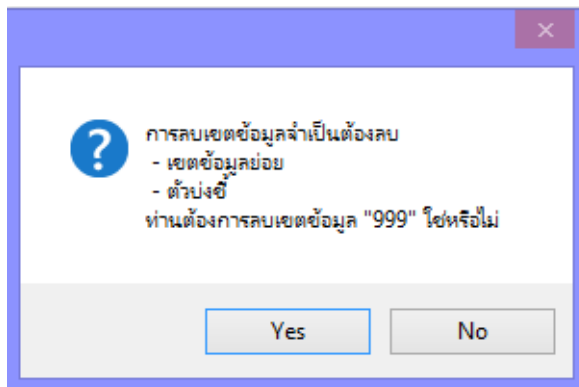 การลบเขตข้อมูลจำเป็นต้องลบ
- เขตข้อมูลย่อย
- ตัวบ่งชี้
ท่านต้องการลบเขตข้อมูล "999" ใช่หรือไม่
Yes
No